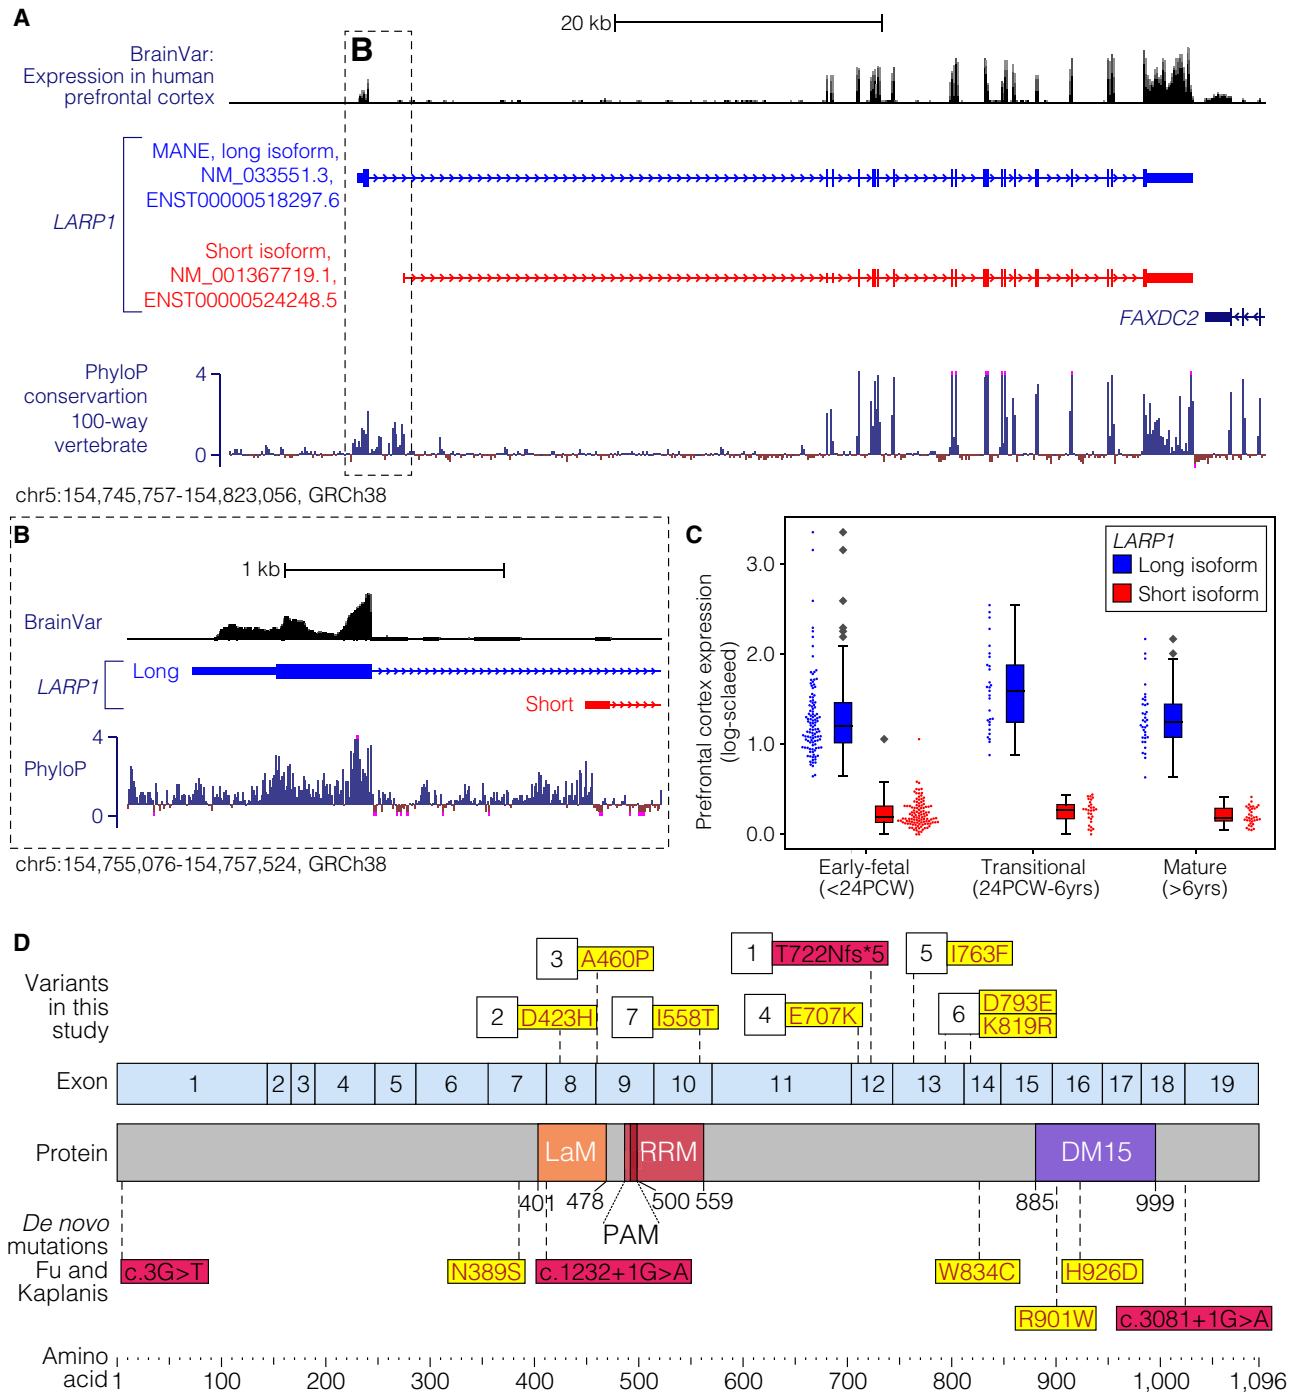 A
20 kb
B
BrainVar:
Expression in human
prefrontal cortex
MANE, long isoform,
NM_033551.3,
ENST00000518297.6
LARP1
Short isoform,
NM_001367719.1,
ENST00000524248.5
FAXDC2
PhyloP
conservartion
100-way
vertebrate
4
0
chr5:154,745,757-154,823,056, GRCh38
B
1 kb
BrainVar
LARP1
Long
Short
4
PhyloP
0
chr5:154,755,076-154,757,524, GRCh38
C
LARP1
Long isoform
Short isoform
Prefrontal cortex expression
(log-sclaeed)
3.0
2.0
1.0
0.0
Early-fetal
(<24PCW)
Transitional
(24PCW-6yrs)
Mature
(>6yrs)
D
Variants
in this
study
3 A460P
1 T722Nfs*5
5 I763F
2 D423H
7 I558T
4 E707K
6 D793E
K819R
Exon
1 2 3 4 5 6 7 8 9 10 11 12 13 14 15 16 17 18 19
Protein
LaM
RRM
DM15
401 478 500 559 885 999
PAM
De novo
mutations
Fu and
Kaplanis
c.3G>T
N389S
c.1232+1G>A
W834C
H926D
R901W
c.3081+1G>A
Amino
acid
1 100 200 300 400 500 600 700 800 900 1,000 1,096